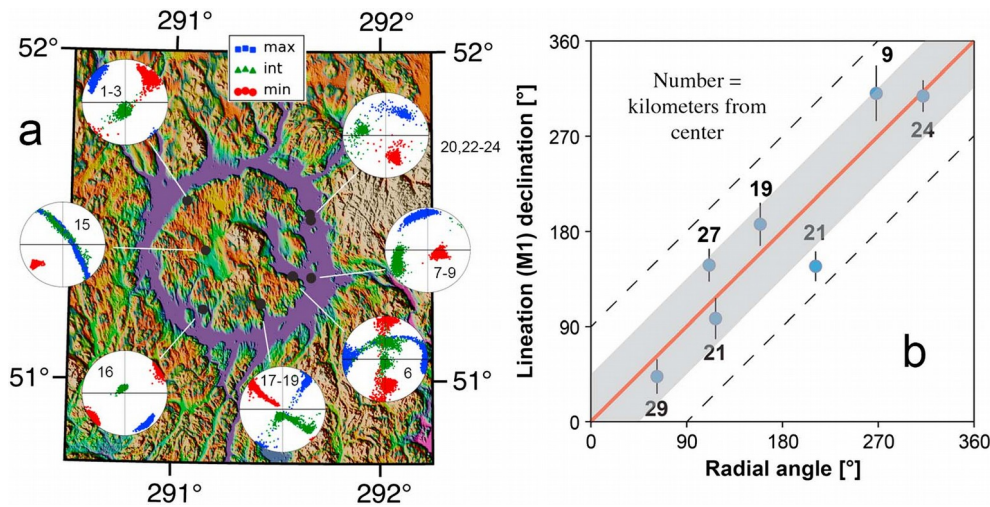 291° 292°
52° 52°
max
int
min
a
1-3
20,22-24
15
7-9
6
16
17-19
51° 51°
291° 292°
360
270
180
90
0
Lineation (M1) declination [°]
Number =
kilometers from
center
9
24
19
21
27
21
29
b
0 90 180 270 360
Radial angle [°]